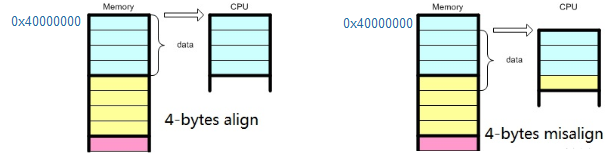 Memory
CPU
0x40000000
data
4-bytes align
Memory
CPU
0x40000000
data
4-bytes misalign